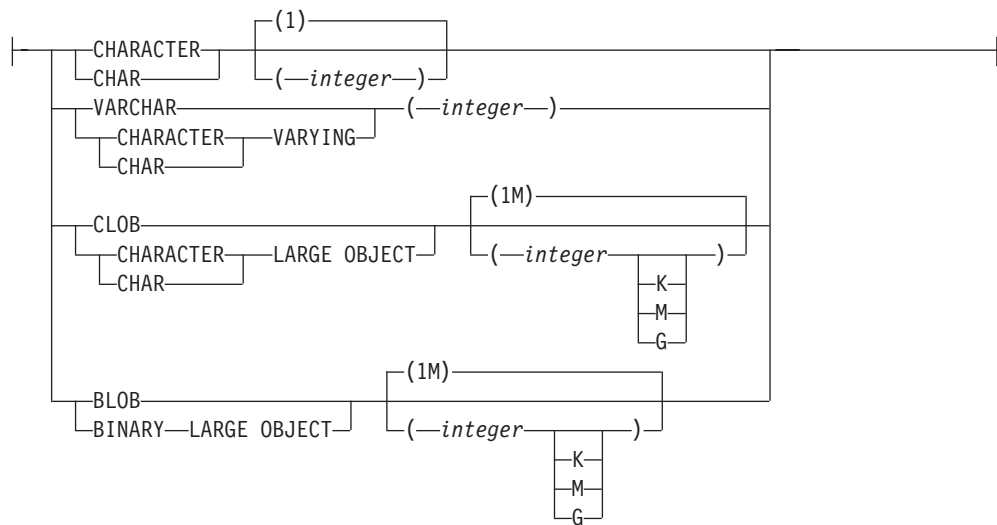 (1)
CHARACTER
CHAR ( integer )
VARCHAR ( integer )
CHARACTER VARYING
CHAR
(1M)
CLOB
CHARACTER LARGE OBJECT ( integer )
CHAR K
M
G
(1M)
BLOB
BINARY LARGE OBJECT ( integer )
K
M
G